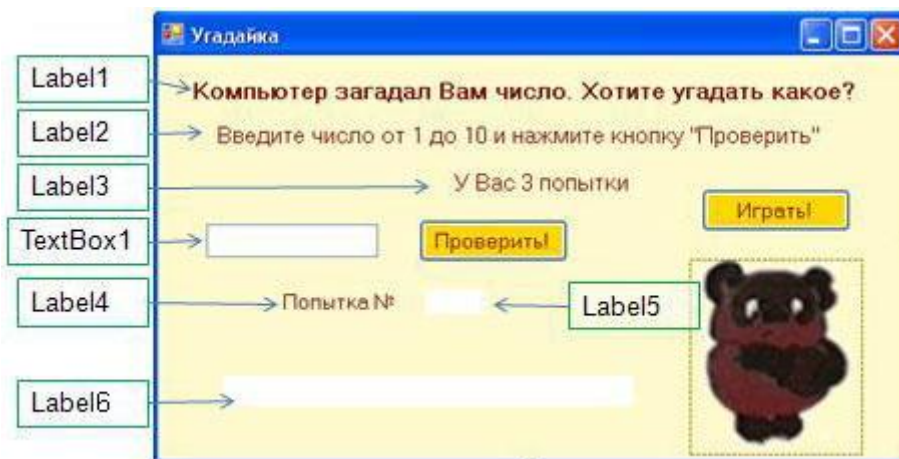 Угадайка
Label1
Компьютер загадал Вам число. Хотите угадать какое?
Label2
Введите число от 1 до 10 и нажмите кнопку "Проверить"
Label3
У Вас 3 попытки
Играть!
TextBox1
Проверить!
Label4
Попытка №
Label5
Label6